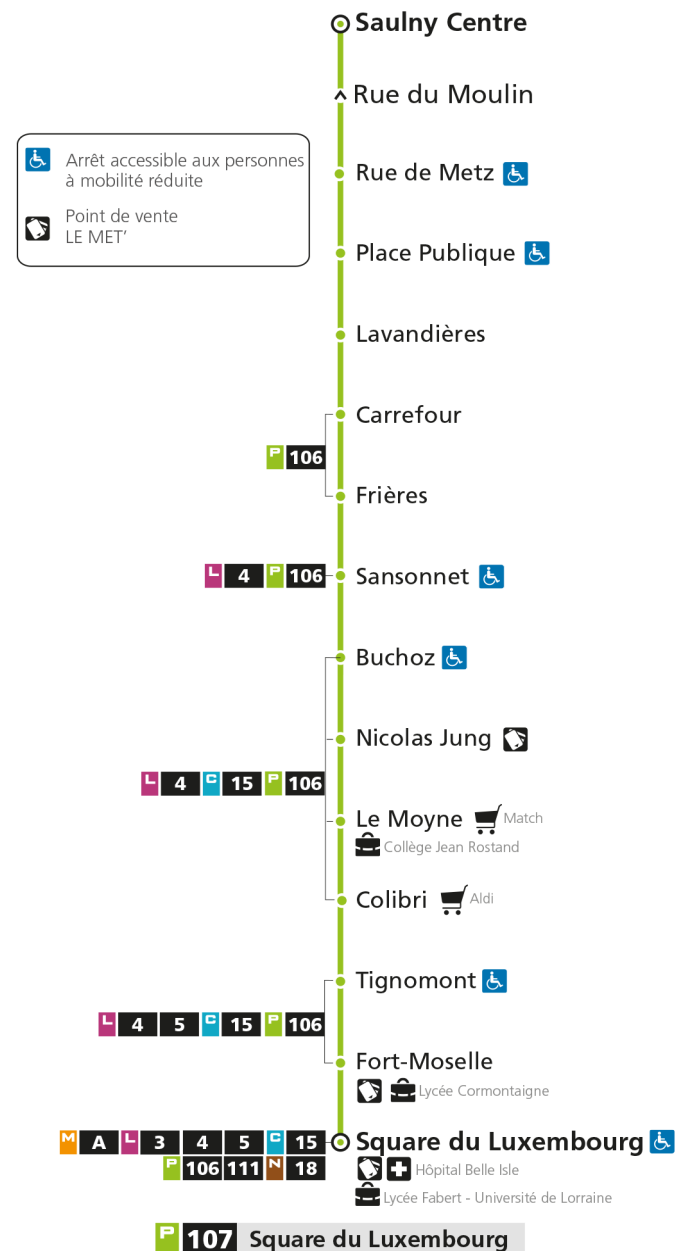 Saulny Centre
Rue du Moulin
Arrêt accessible aux personnes
à mobilité réduite
Point de vente
LE MET’
Rue de Metz
Place Publique
Lavandières
Carrefour
P 106
Frières
L 4 P 106 Sansonnet
Buchoz
Nicolas Jung
L 4 C 15 P 106
Le Moyne Match
Collège Jean Rostand
Colibri Aldi
Tignomont
L 4 5 C 15 P 106
Fort-Moselle
Lycée Cormontaigne
M A L 3 4 5 C 15 Square du Luxembourg
P 106 111 N 18 Hôpital Belle Isle
Lycée Fabert - Université de Lorraine
P 107 Square du Luxembourg